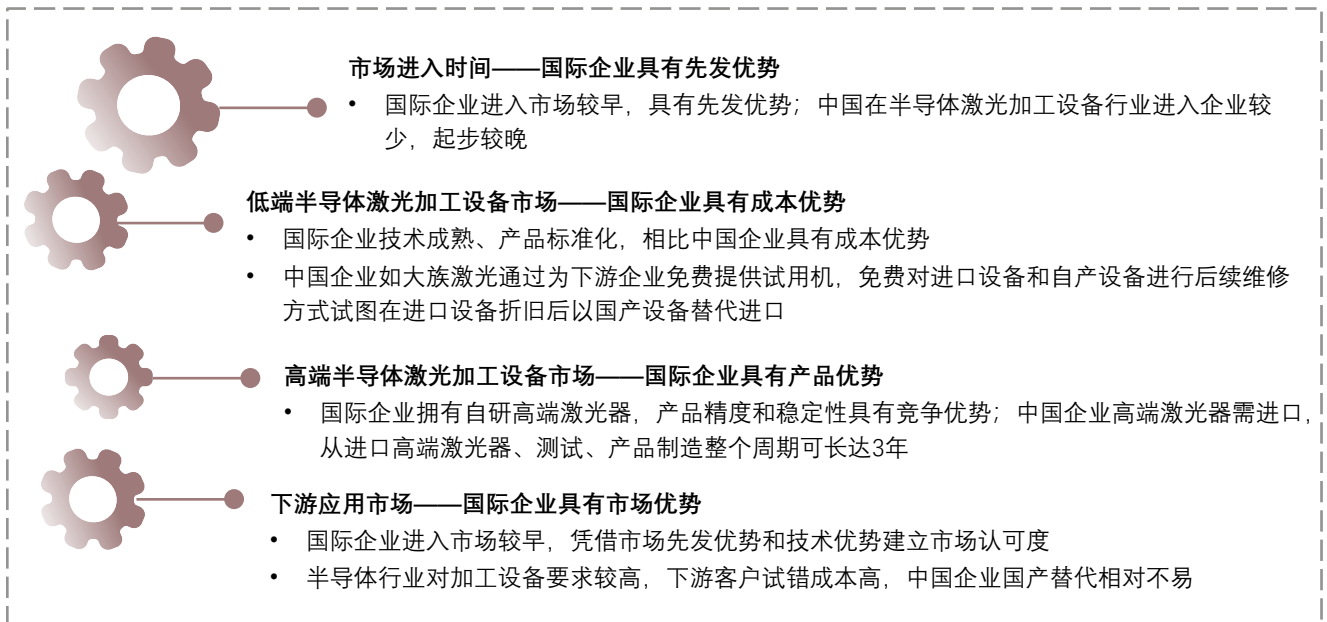 市场进入时间——国际企业具有先发优势
• 国际企业进入市场较早，具有先发优势；中国在半导体激光加工设备行业进入企业较
少，起步较晚
低端半导体激光加工设备市场——国际企业具有成本优势
• 国际企业技术成熟、产品标准化，相比中国企业具有成本优势
• 中国企业如大族激光通过为下游企业免费提供试用机，免费对进口设备和自产设备进行后续维修
方式试图在进口设备折旧后以国产设备替代进口
高端半导体激光加工设备市场——国际企业具有产品优势
• 国际企业拥有自研高端激光器，产品精度和稳定性具有竞争优势；中国企业高端激光器需进口，
从进口高端激光器、测试、产品制造整个周期可长达3年
下游应用市场——国际企业具有市场优势
• 国际企业进入市场较早，凭借市场先发优势和技术优势建立市场认可度
• 半导体行业对加工设备要求较高，下游客户试错成本高，中国企业国产替代相对不易